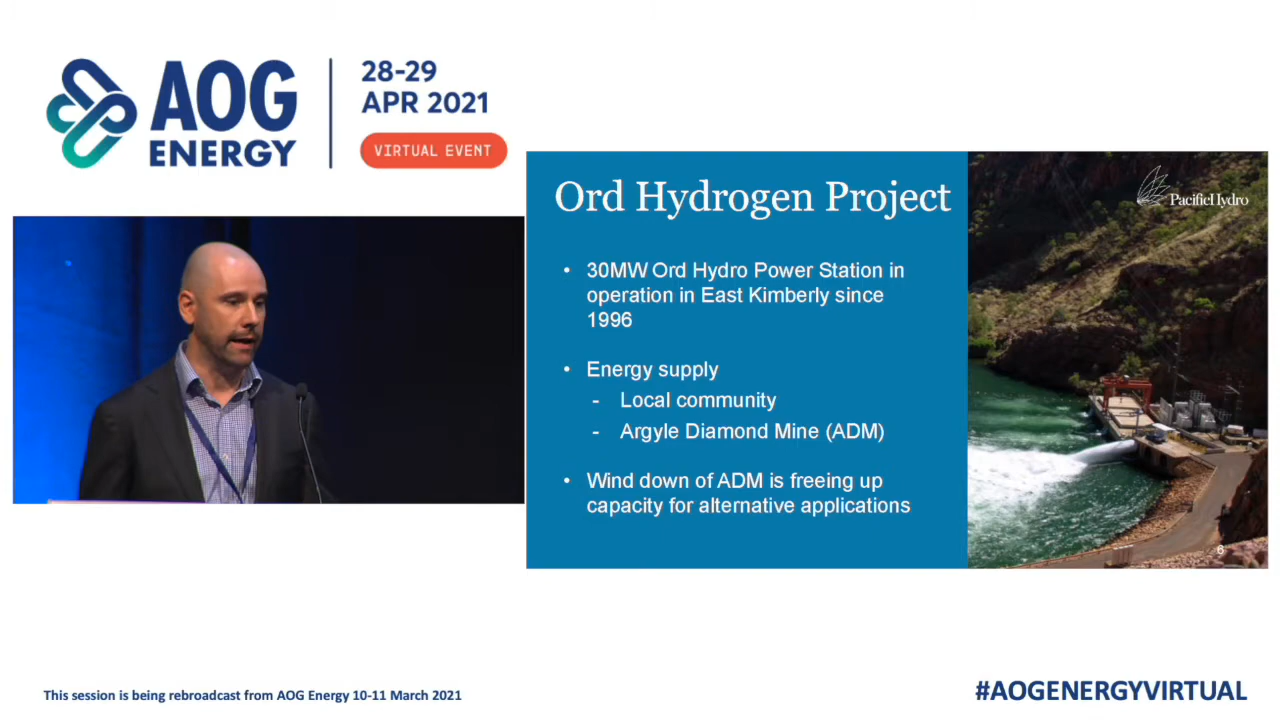 AOG
ENERGY
28-29
APR 2021
VIRTUAL EVENT
Ord Hydrogen Project
PacificHydro
• 30MW Ord Hydro Power Station in
operation in East Kimberly since
1996
• Energy supply
- Local community
- Argyle Diamond Mine (ADM)
• Wind down of ADM is freeing up
capacity for alternative applications
6
This session is being rebroadcast from AOG Energy 10-11 March 2021
#AOGENERGYVIRTUAL